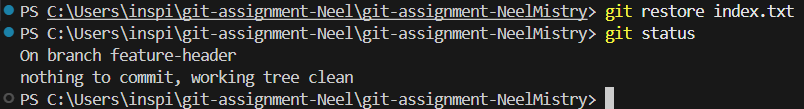 PS C:\Users\inspi\git-assignment-Neel\git-assignment-NeelMistry> git restore index.txt
PS C:\Users\inspi\git-assignment-Neel\git-assignment-NeelMistry> git status
On branch feature-header
nothing to commit, working tree clean
PS C:\Users\inspi\git-assignment-Neel\git-assignment-NeelMistry>